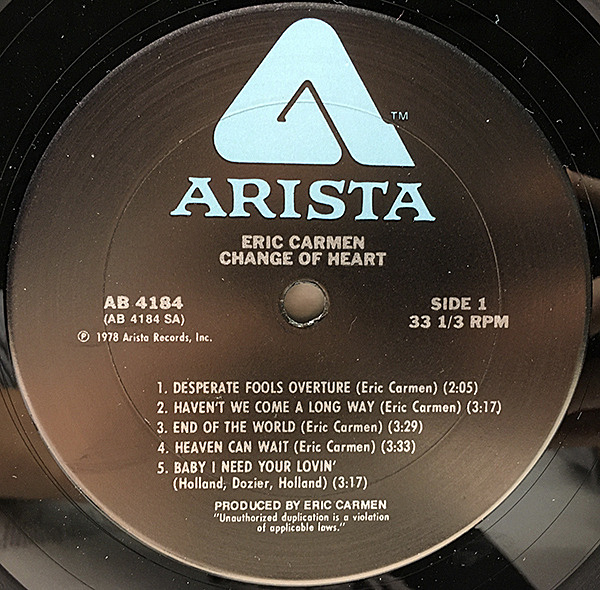 TM
ARISTA
ERIC CARMEN
CHANGE OF HEART
AB 4184
(AB 4184 SA)
℗ 1978 Arista Records, Inc.
SIDE 1
33 1/3 RPM
1. DESPERATE FOOLS OVERTURE (Eric Carmen) (2:05)
2. HAVEN'T WE COME A LONG WAY (Eric Carmen) (3:17)
3. END OF THE WORLD (Eric Carmen) (3:29)
4. HEAVEN CAN WAIT (Eric Carmen) (3:33)
5. BABY I NEED YOUR LOVIN'
(Holland, Dozier, Holland) (3:17)
PRODUCED BY ERIC CARMEN
"Unauthorized duplication is a violation
of applicable laws."